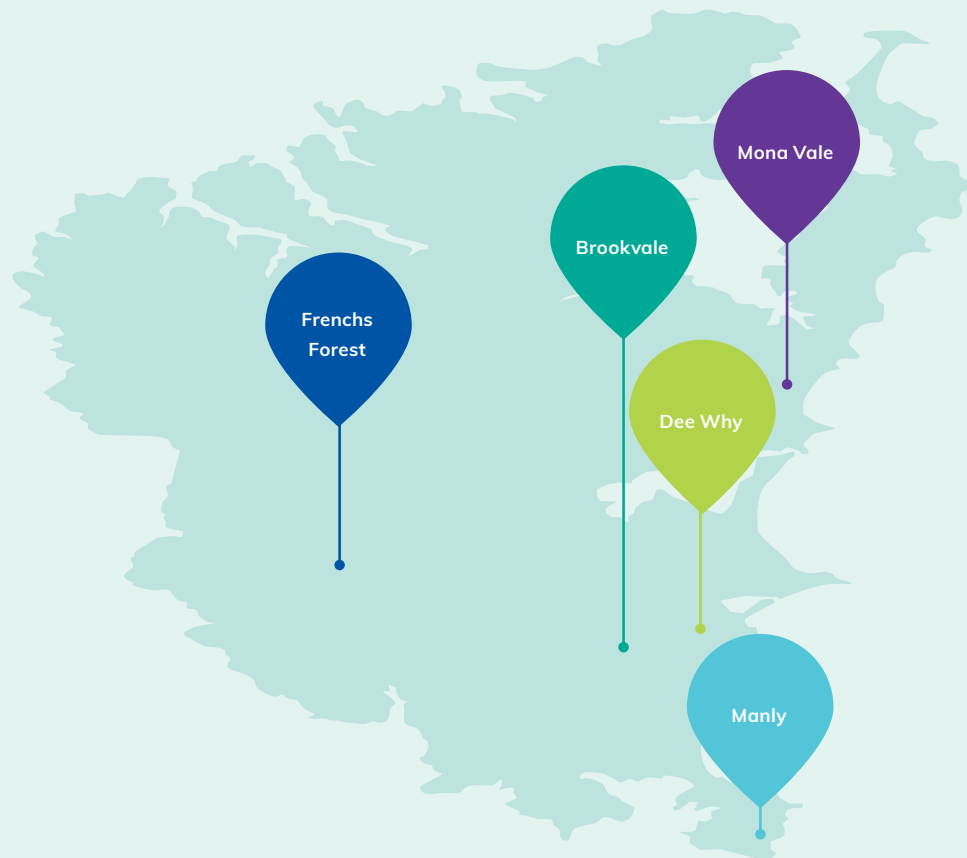 Mona Vale
Brookvale
Frenchs
Forest
Dee Why
Manly